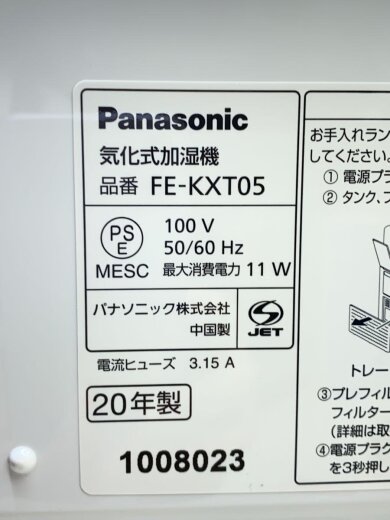 Panasonic
気化式加湿機
品番 FE-KXT05
PS
E
MESC
100 V
50/60 Hz
最大消費電力 11 W
パナソニック株式会社
中国製
S
JET
電流ヒューズ 3.15 A
20年製
1008023
お手入れラン
してください。
① 電源プラ
② タンク、フ
トレー
③プレフィル
フィルター
(詳細は取
④電源プラグ
を3秒押し